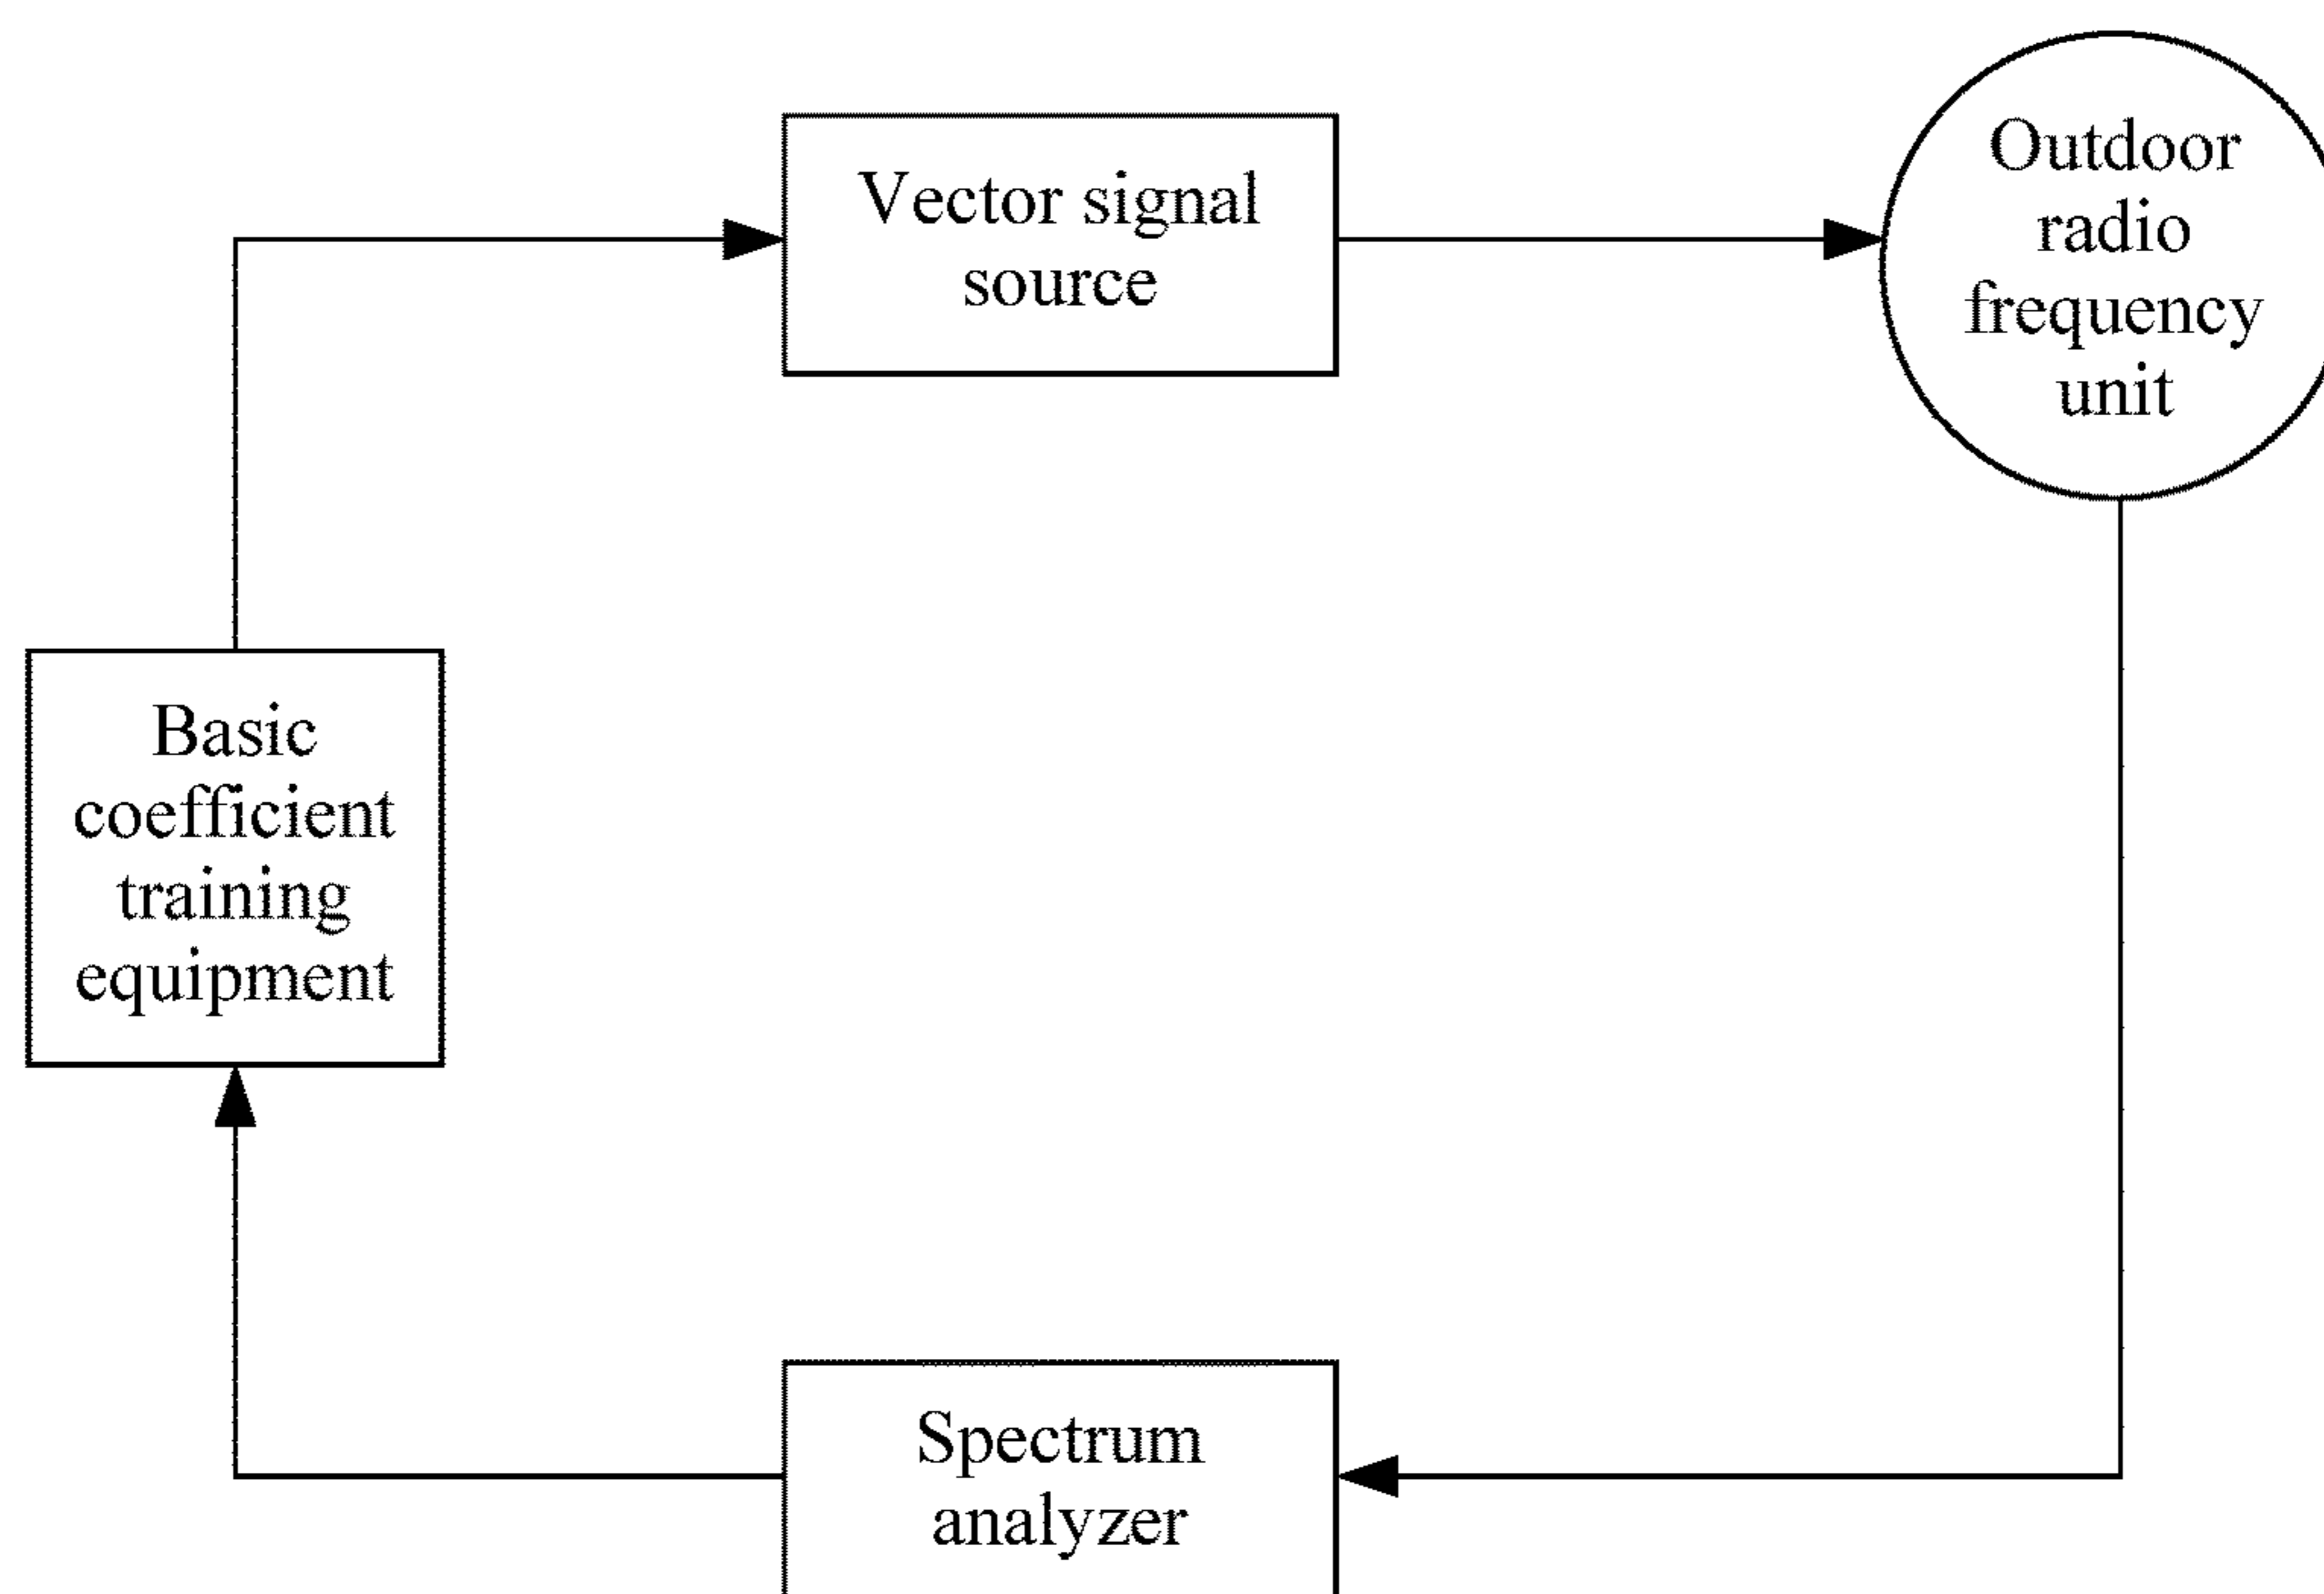 Vector signal
source
Outdoor
radio
frequency
unit
Basic
coefficient
training
equipment
Spectrum
analyzer